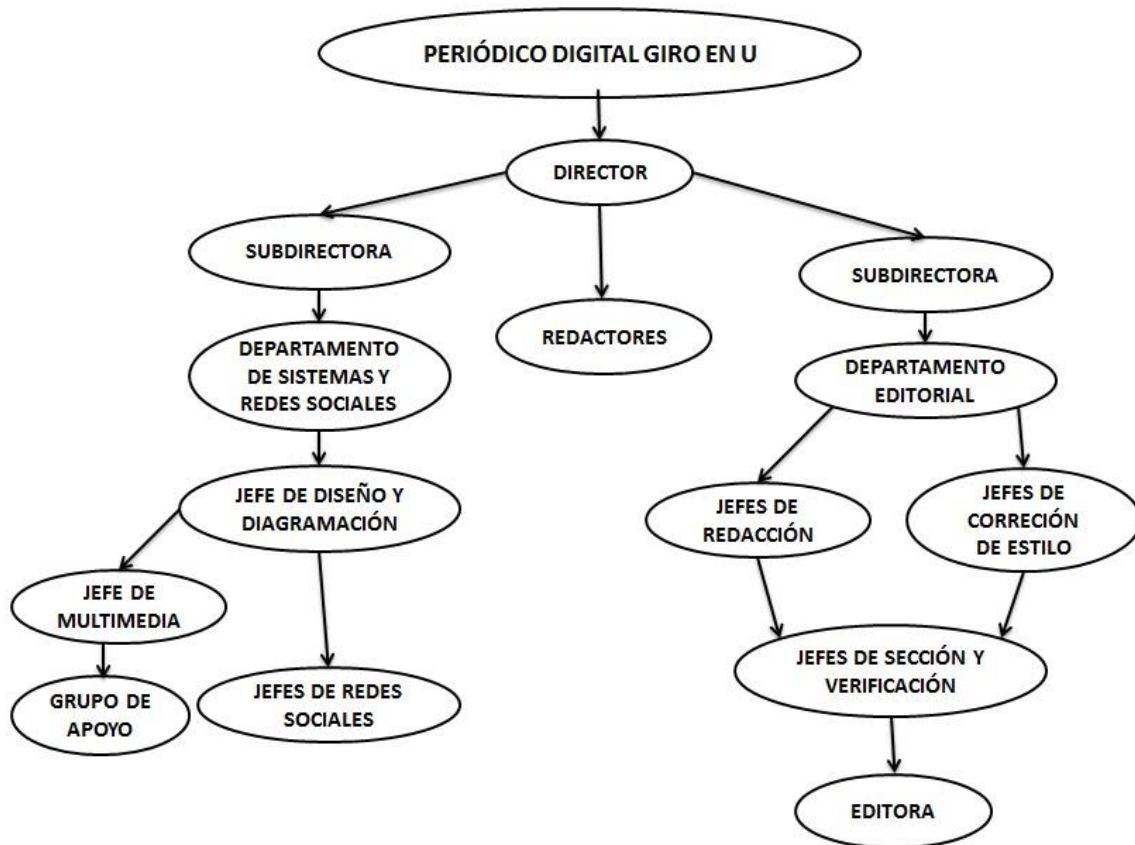 PERIÓDICO DIGITAL GIRO EN U
DIRECTOR
SUBDIRECTORA
SUBDIRECTORA
REDACTORES
DEPARTAMENTO
DE SISTEMAS Y
REDES SOCIALES
DEPARTAMENTO
EDITORIAL
JEFE DE DISEÑO Y
DIAGRAMACIÓN
JEFES DE
REDACCIÓN
JEFES DE
CORRECIÓN
DE ESTILO
JEFE DE
MULTIMEDIA
JEFES DE SECCIÓN Y
VERIFICACIÓN
GRUPO DE
APOYO
JEFES DE REDES
SOCIALES
EDITORA